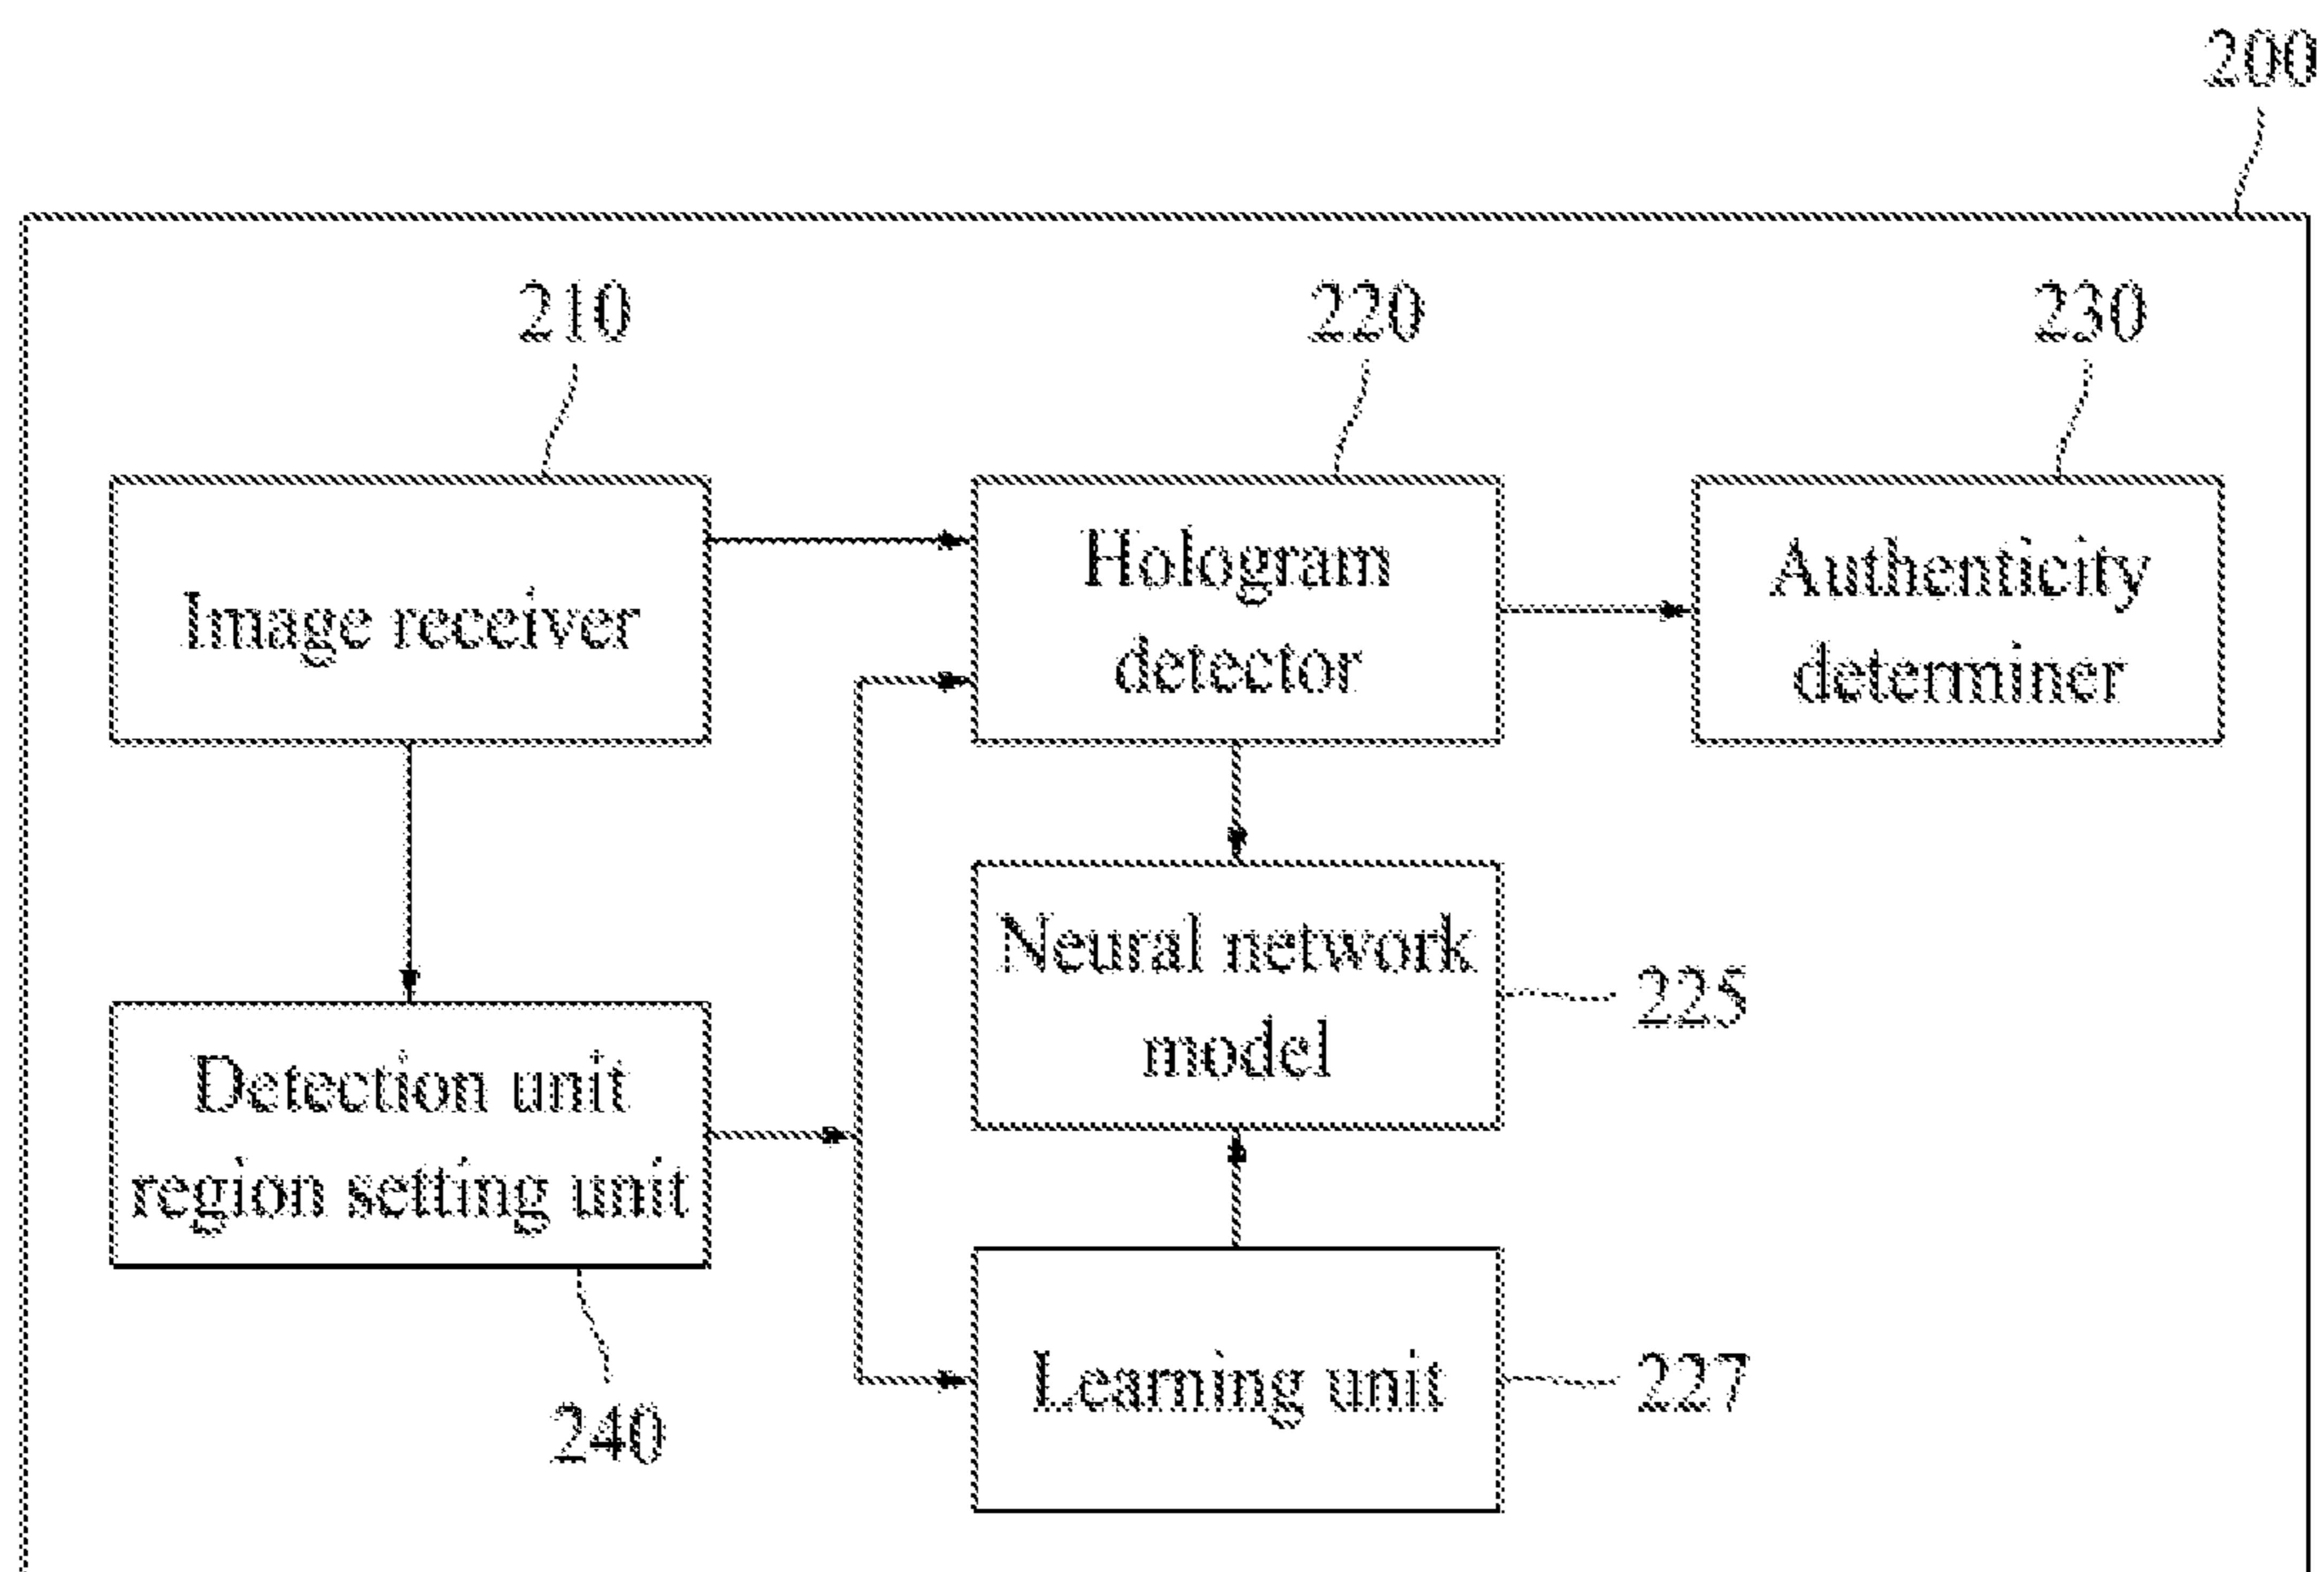 200
210
220
230
Image receiver
Hologram
detector
Authenticity
determiner
Neural network
model
225
Detection unit
region setting unit
240
Learning unit
227